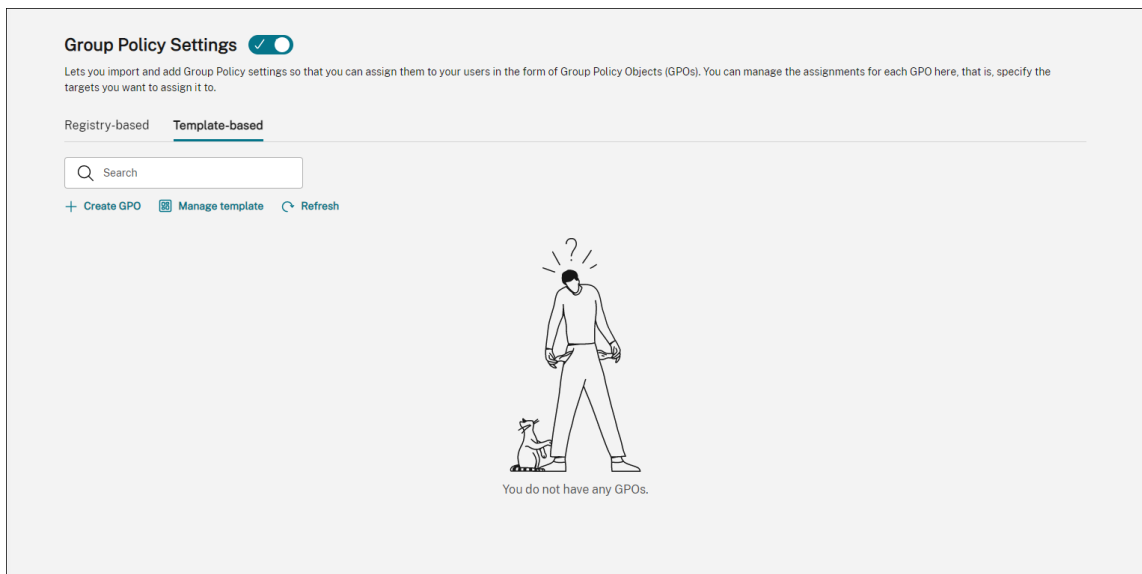 Group Policy Settings
Lets you import and add Group Policy settings so that you can assign them to your users in the form of Group Policy Objects (GPOs). You can manage the assignments for each GPO here, that is, specify the
targets you want to assign it to.
Registry-based Template-based
Search
Create GPO Manage template Refresh
?
You do not have any GPOs.